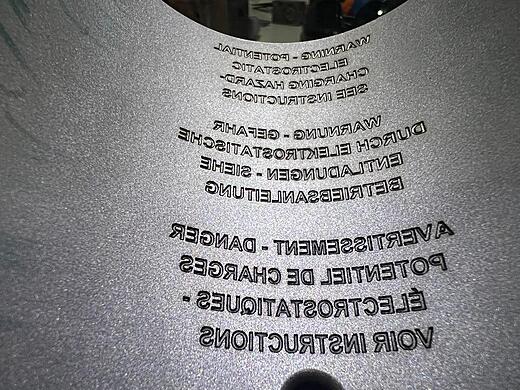 WARNING - POTENTIAL
ELECTROSTATIC
CHARGING HAZARD-
SEE INSTRUCTIONS
WARNUNG - GEFAHR
DURCH ELEKTROSTATISCHE
ENTLADUNGEN - SIEHE
BETRIEBSANLEITUNG
AVERTISSEMENT - DANGER
POTENTIEL DE CHARGES
ÉLECTROSTATIQUES -
VOIR INSTRUCTIONS